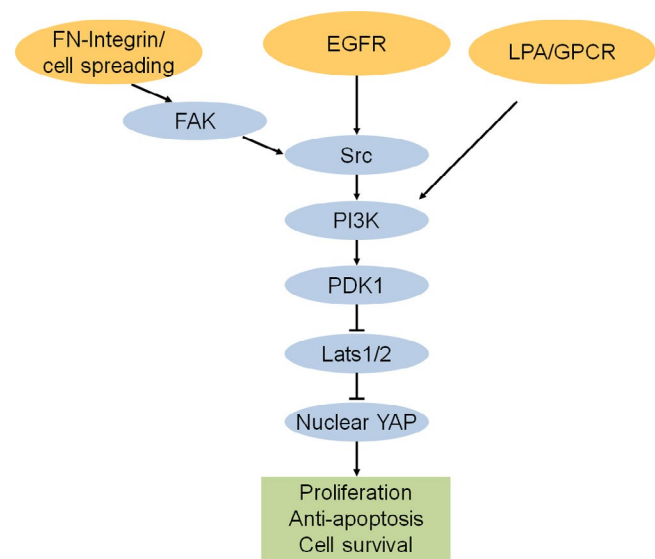 FN-Integrin/
cell spreading
EGFR
LPA/GPCR
FAK
Src
PI3K
PDK1
Lats1/2
Nuclear YAP
Proliferation
Anti-apoptosis
Cell survival